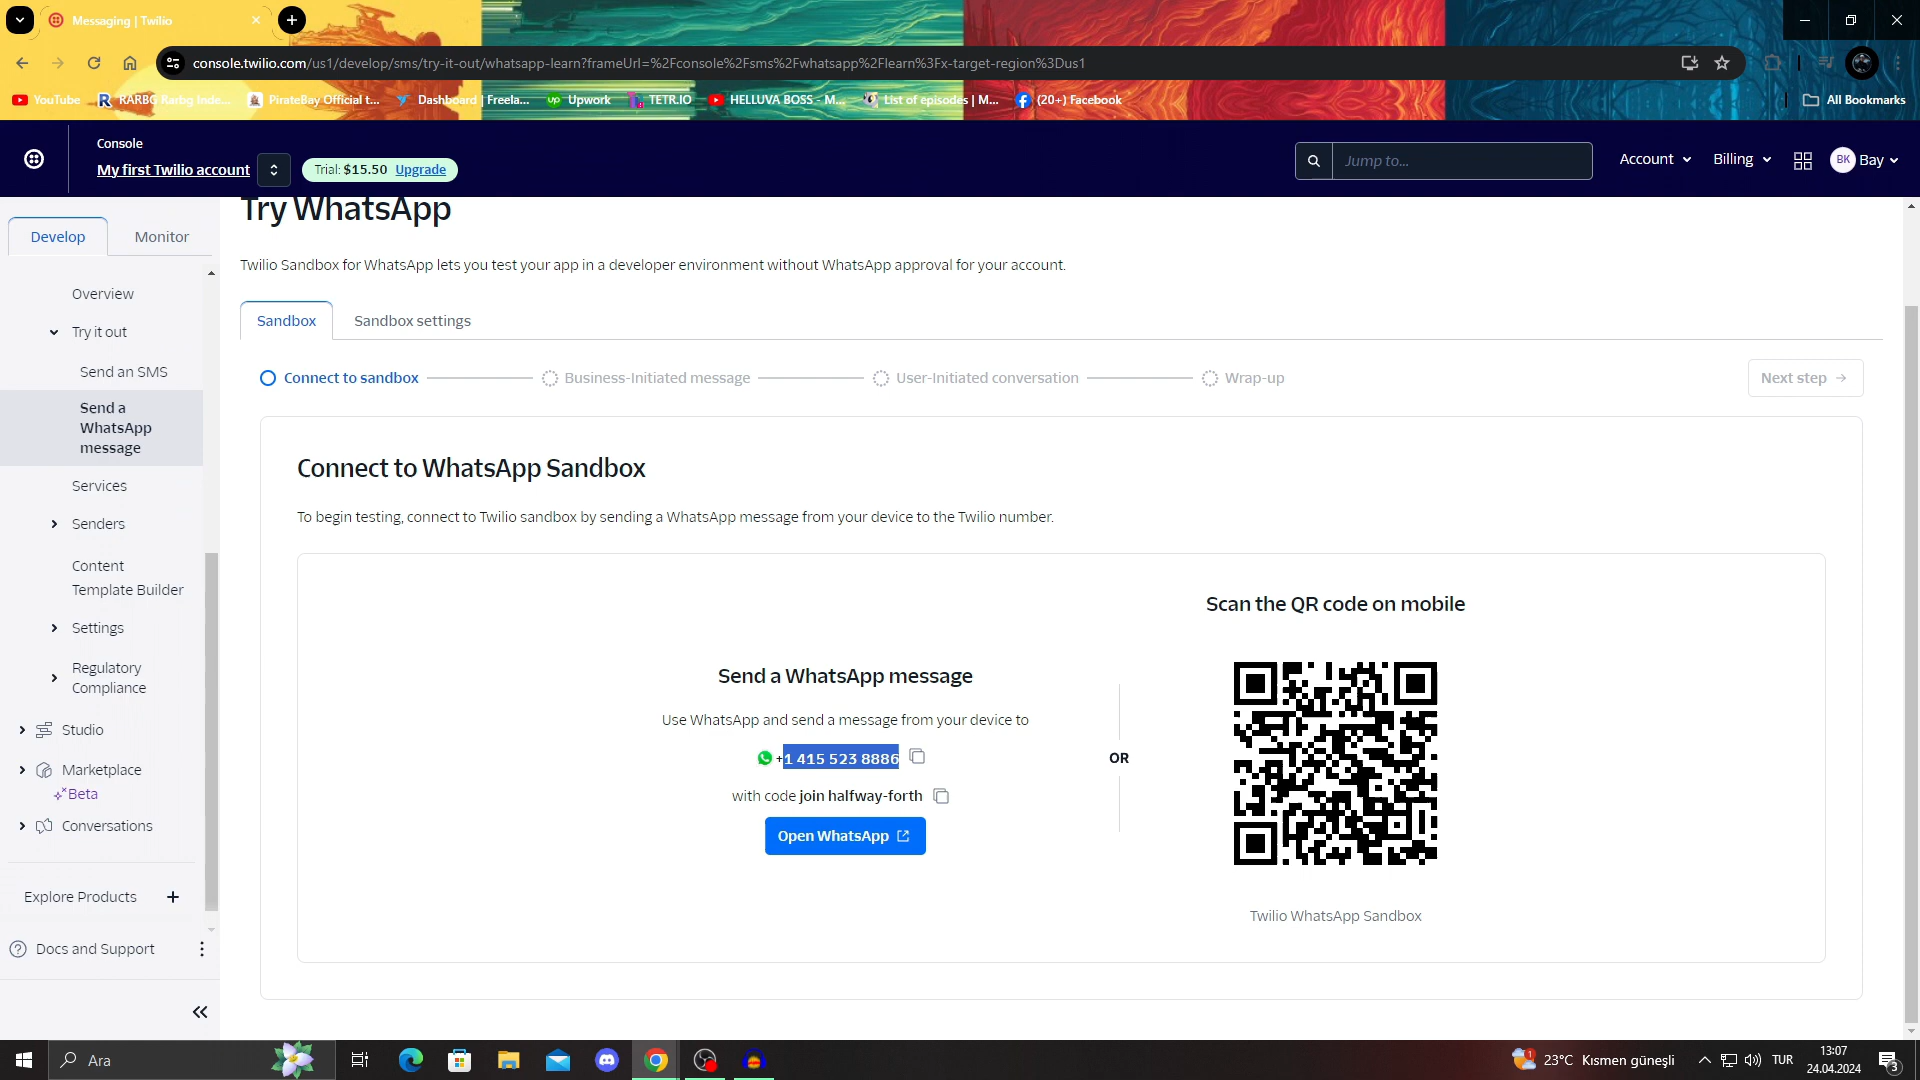 Messaging | Twilio
console.twilio.com/us1/develop/sms/try-it-out/whatsapp-learn?frameUrl=%2Fconsole%2Fsms%2Fwhatsapp%2Flearn%3Fx-target-region%3Dus1
YouTube
RARBG Rarbg Inde...
PirateBay Official t...
Dashboard | Freela...
Upwork
TETR.IO
HELLUVA BOSS - M...
List of episodes | M...
(20+) Facebook
All Bookmarks
Console
My first Twilio account
Trial: $15.50 Upgrade
Jump to...
Account
Billing
BK
Bay
Develop
Monitor
Overview
Try it out
Send an SMS
Send a
WhatsApp
message
Services
Senders
Content
Template Builder
Settings
Regulatory
Compliance
Studio
Marketplace
Beta
Conversations
Explore Products
Docs and Support
Try WhatsApp
Twilio Sandbox for WhatsApp lets you test your app in a developer environment without WhatsApp approval for your account.
Sandbox
Sandbox settings
Connect to sandbox
Business-Initiated message
User-Initiated conversation
Wrap-up
Next step
Connect to WhatsApp Sandbox
To begin testing, connect to Twilio sandbox by sending a WhatsApp message from your device to the Twilio number.
Send a WhatsApp message
Use WhatsApp and send a message from your device to
+1 415 523 8886
with code join halfway-forth
Open WhatsApp
OR
Scan the QR code on mobile
Twilio WhatsApp Sandbox
Ara
1
23°C Kısmen güneşli
TUR
13:07
24.04.2024
3